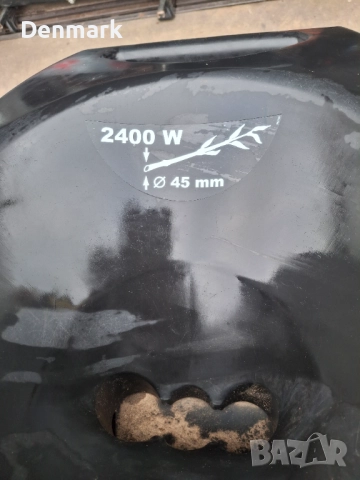 Denmark
2400 W
Ø 45 mm
BAZAR